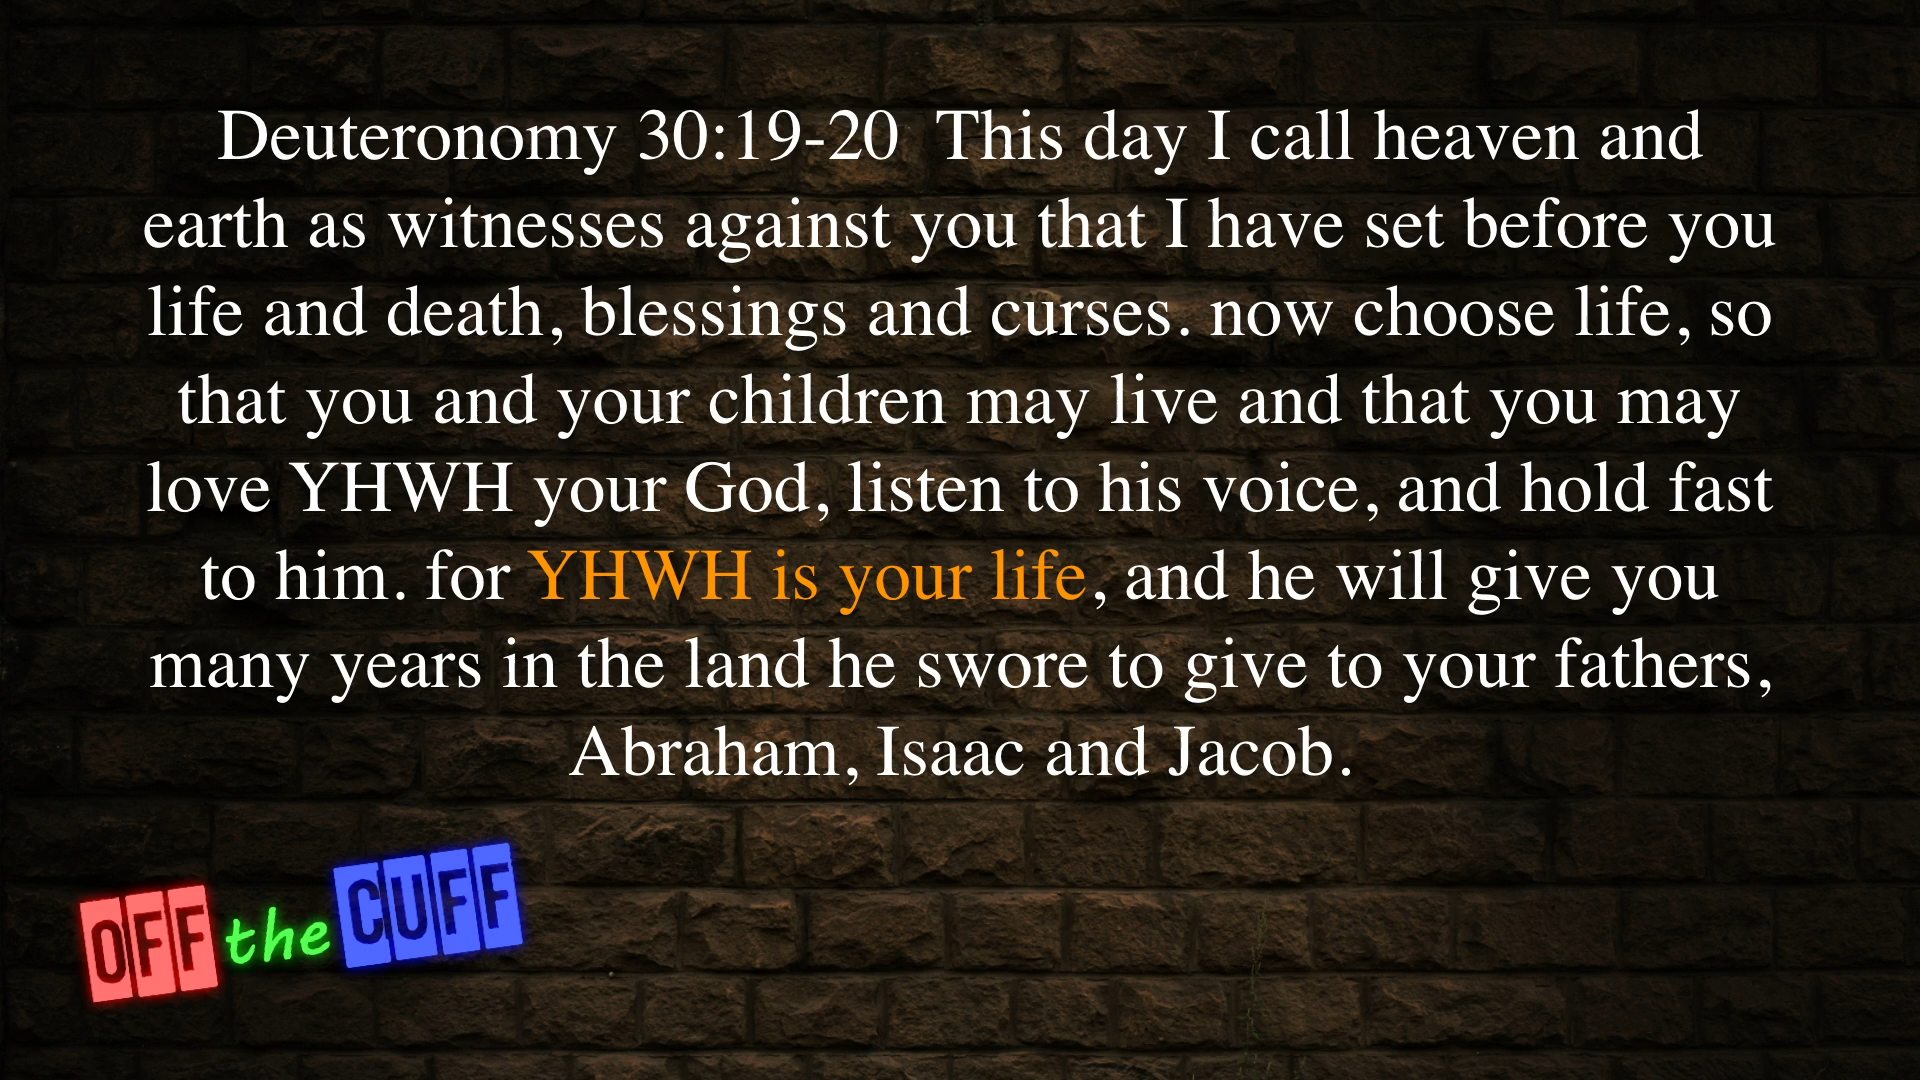 Deuteronomy 30:19-20  This day I call heaven and
earth as witnesses against you that I have set before you
life and death, blessings and curses. now choose life, so
that you and your children may live and that you may
love YHWH your God, listen to his voice, and hold fast
to him. for YHWH is your life, and he will give you
many years in the land he swore to give to your fathers,
Abraham, Isaac and Jacob.
OFF the CUFF